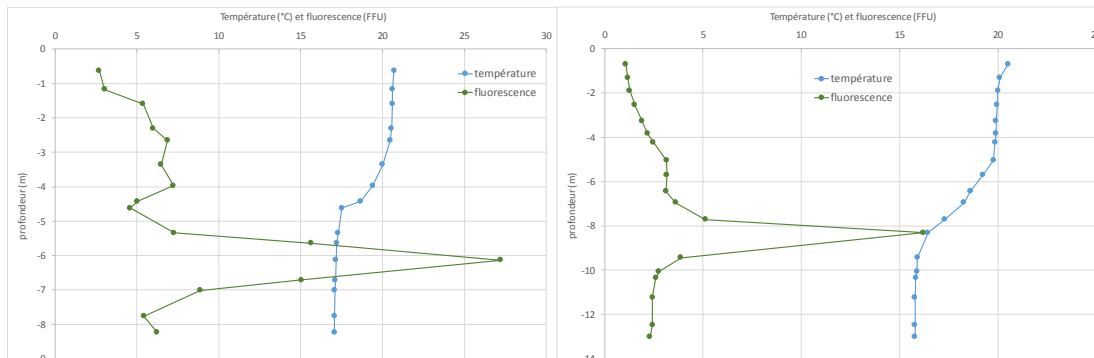 Température (°C) et fluorescence (FFU)
0 5 10 15 20 25 30
0
-1
-2
-3
-4
-5
-6
-7
-8
profondeur (m)
température
fluorescence
Température (°C) et fluorescence (FFU)
0 5 10 15 20
0
-2
-4
-6
-8
-10
-12
profondeur (m)
température
fluorescence